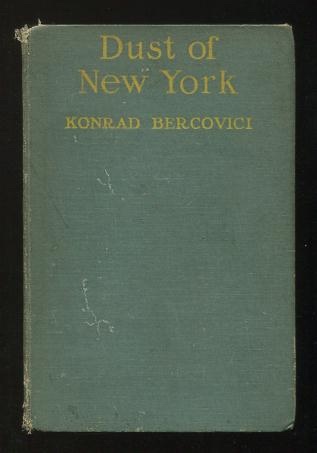 Dust of
New York
KONRAD BERCOVICI